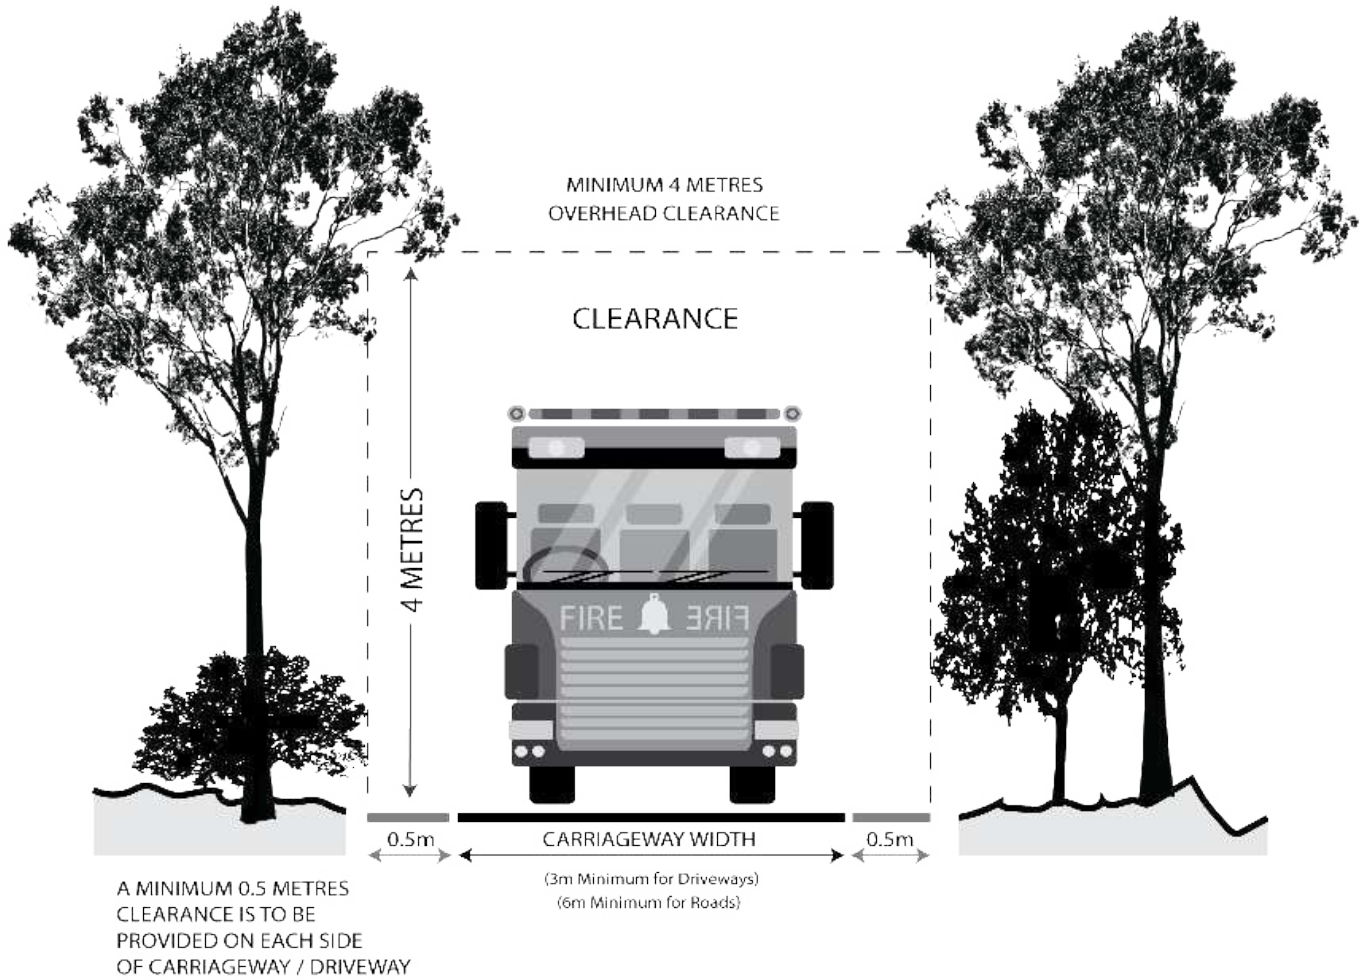 MINIMUM 4 METRES
OVERHEAD CLEARANCE
CLEARANCE
4 METRES
FIRE FIRE
0.5m
CARRIAGEWAY WIDTH
0.5m
(3m Minimum for Driveways)
(6m Minimum for Roads)
A MINIMUM 0.5 METRES
CLEARANCE IS TO BE
PROVIDED ON EACH SIDE
OF CARRIAGEWAY / DRIVEWAY